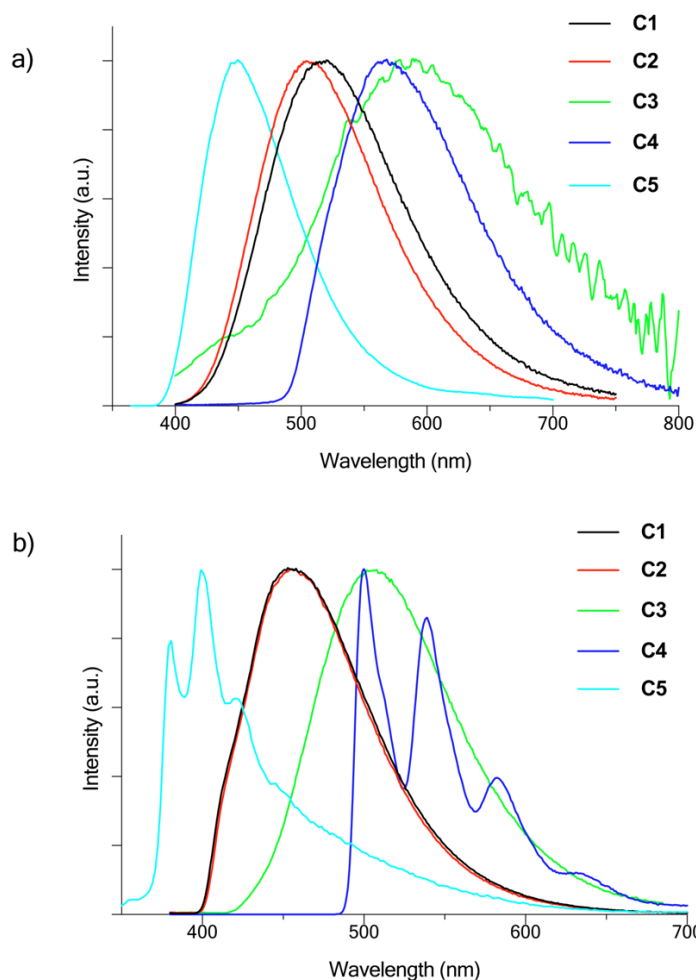 a)
C1
C2
C3
C4
C5
Intensity (a.u.)
400 500 600 700 800
Wavelength (nm)
b)
C1
C2
C3
C4
C5
Intensity (a.u.)
400 500 600 700
Wavelength (nm)